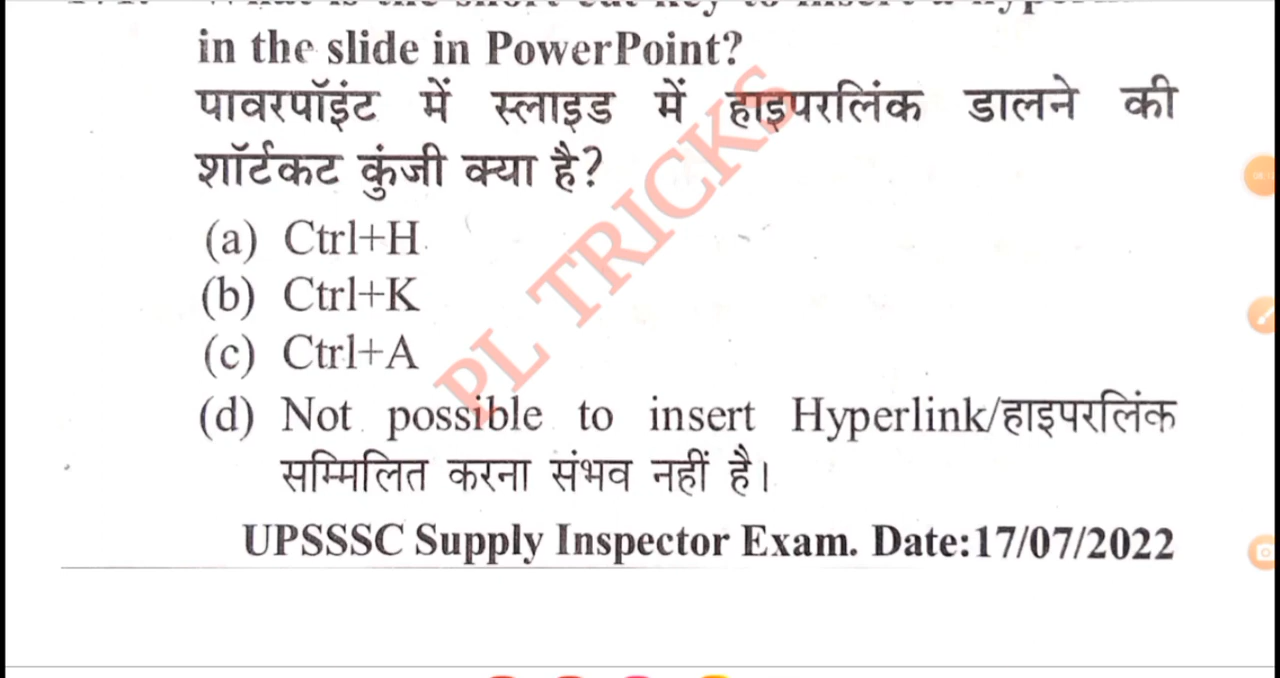 in the slide in PowerPoint?
पावरपॉइंट में स्लाइड में हाइपरलिंक डालने की
शॉर्टकट कुंजी क्या है?
(a) Ctrl+H
(b) Ctrl+K
(c) Ctrl+A
(d) Not possible to insert Hyperlink/हाइपरलिंक
सम्मिलित करना संभव नहीं है।
UPSSSC Supply Inspector Exam. Date:17/07/2022
PL TRICKS